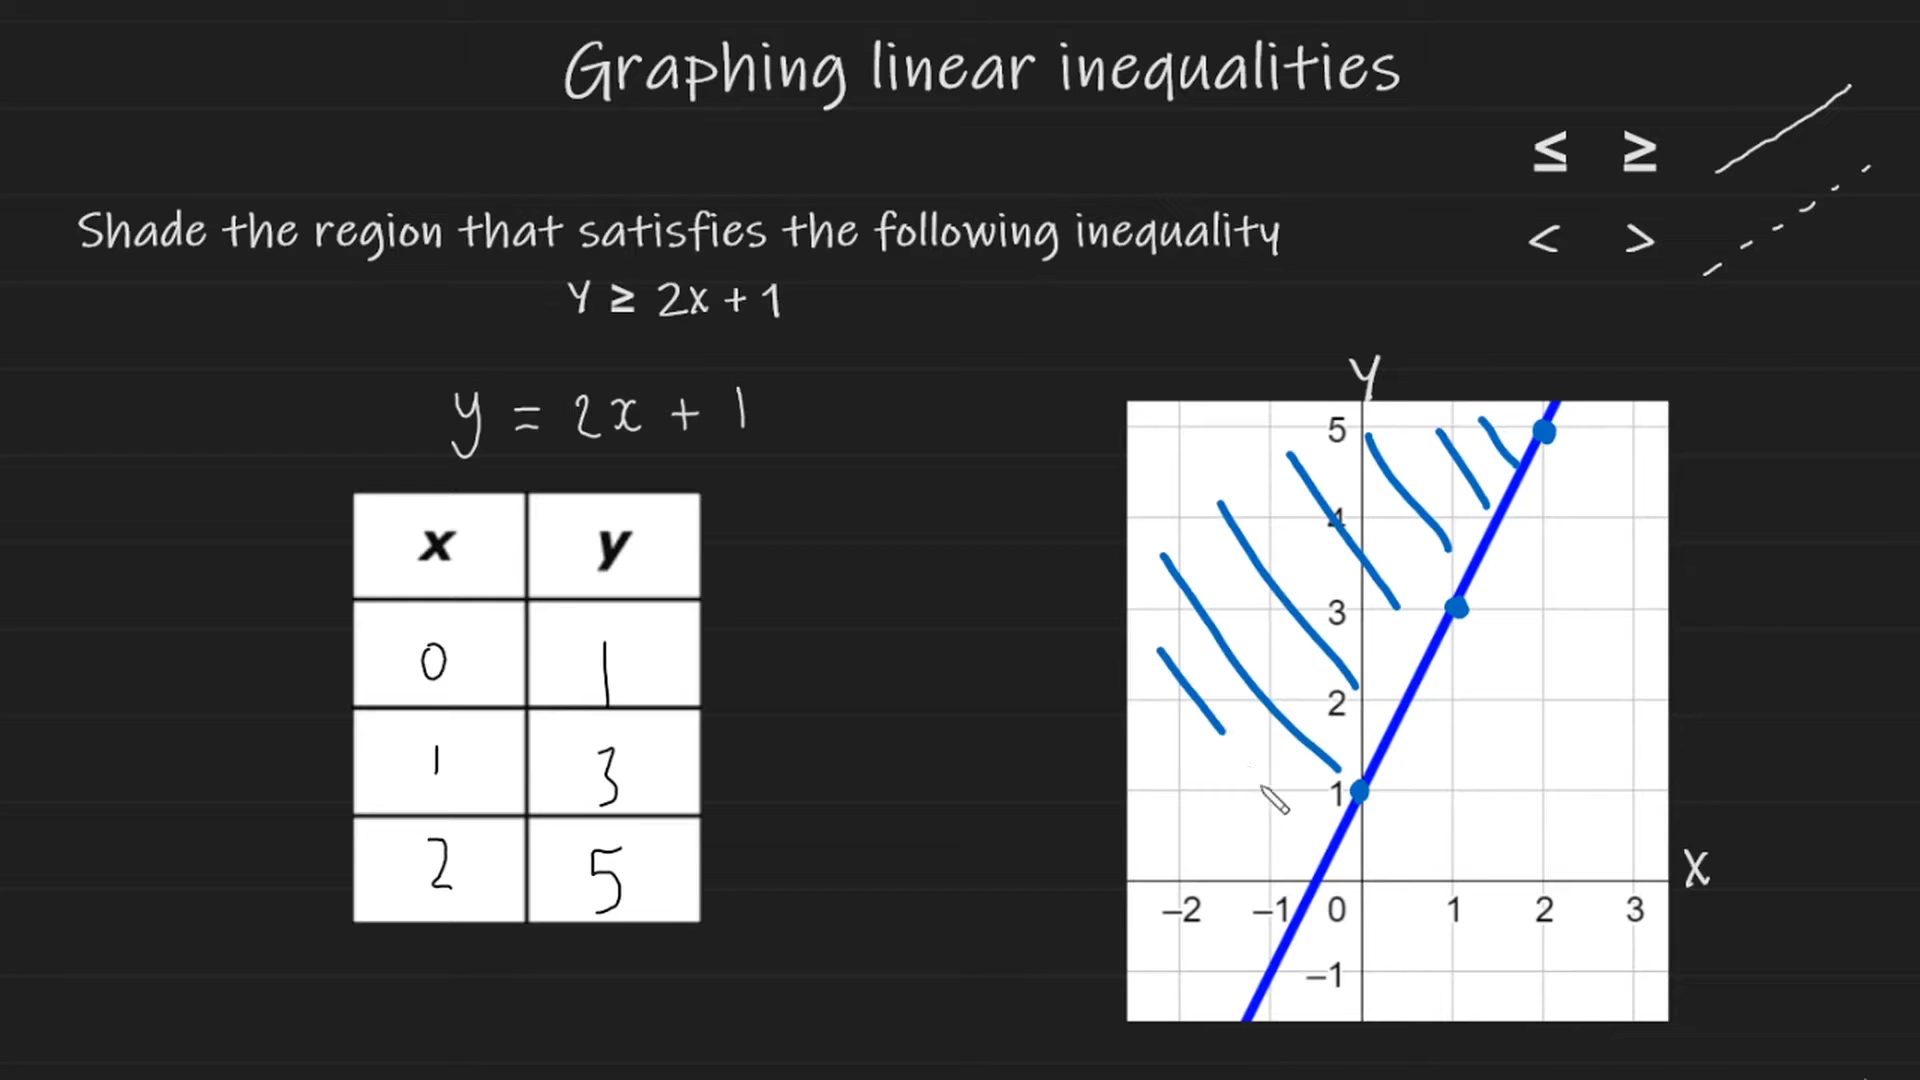 Graphing linear inequalities
≤ ≥
Shade the region that satisfies the following inequality
< >
Y ≥ 2x + 1
y = 2x + 1
x y
0 1
1 3
2 5
Y
5
4
3
2
1
X
–2 –1 0 1 2 3
–1